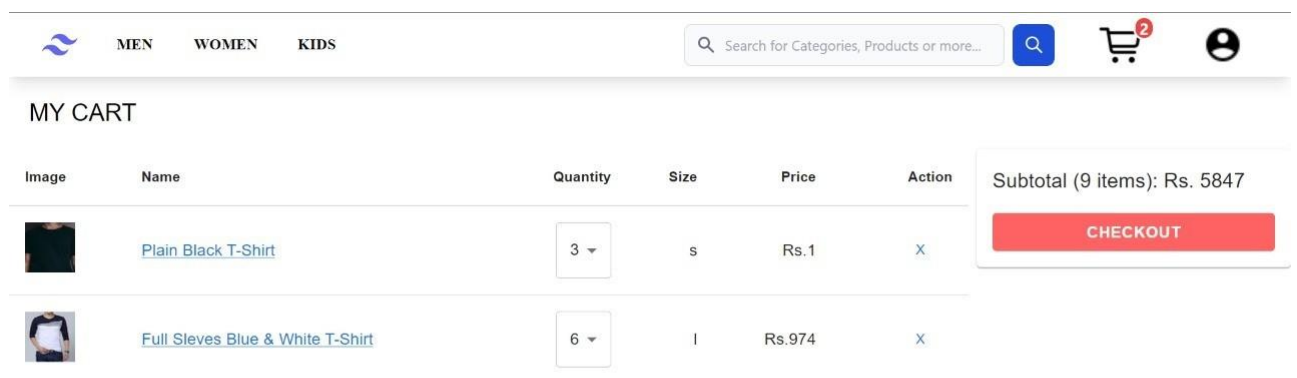 MEN WOMEN KIDS Search for Categories, Products or more... 2
MY CART
Image Name Quantity Size Price Action
Subtotal (9 items): Rs. 5847
CHECKOUT
Plain Black T-Shirt 3 s Rs.1 X
Full Sleves Blue & White T-Shirt 6 l Rs.974 X